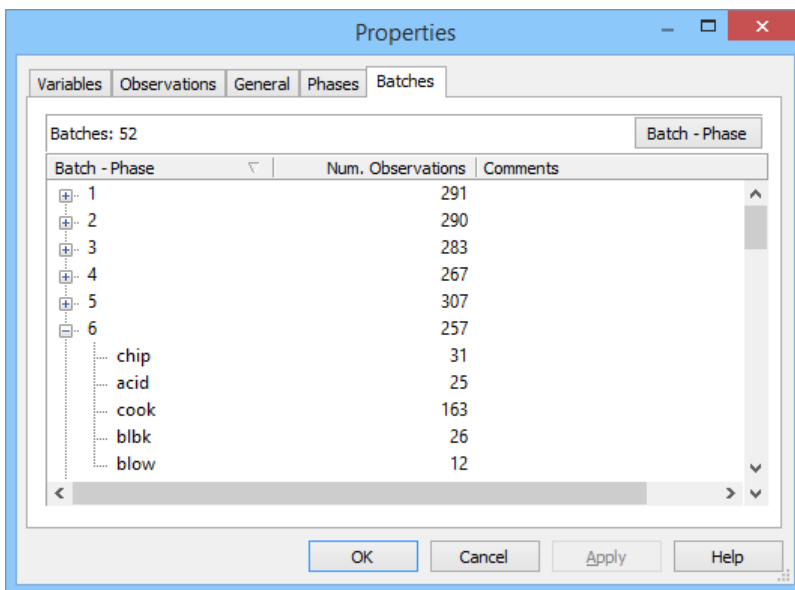 Properties
Variables Observations General Phases Batches
Batches: 52 Batch - Phase
Batch - Phase Num. Observations Comments
1 291
2 290
3 283
4 267
5 307
6 257
chip 31
acid 25
cook 163
blbk 26
blow 12
OK Cancel Apply Help